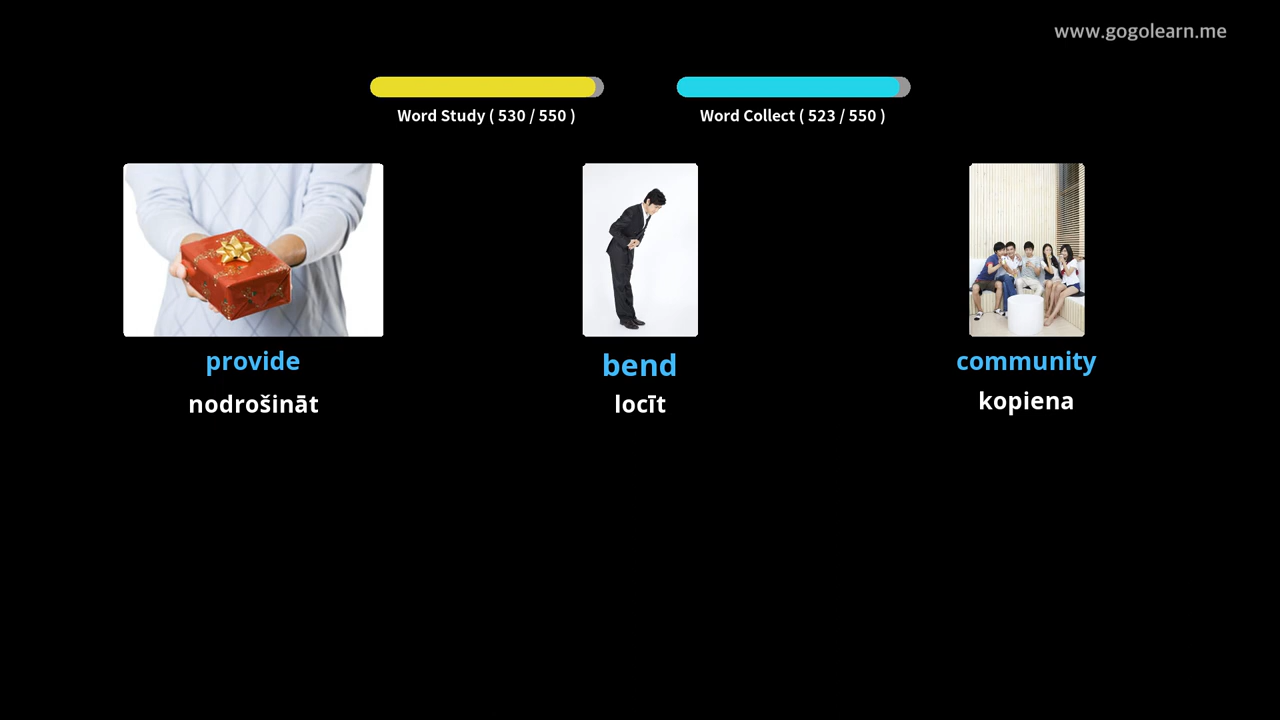 www.gogolearn.me
Word Study ( 530 / 550 )
Word Collect ( 523 / 550 )
provide
nodrošināt
bend
locīt
community
kopiena